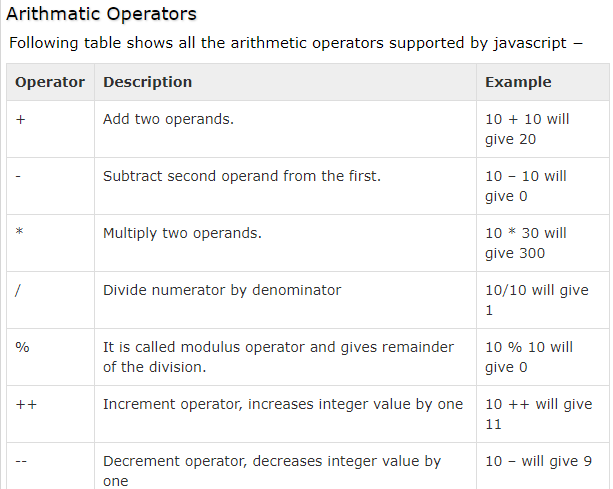 Arithmatic Operators
Following table shows all the arithmetic operators supported by javascript −
Operator Description Example
+ Add two operands. 10 + 10 will
give 20
- Subtract second operand from the first. 10 – 10 will
give 0
* Multiply two operands. 10 * 30 will
give 300
/ Divide numerator by denominator 10/10 will give
1
% It is called modulus operator and gives remainder 10 % 10 will
of the division. give 0
++ Increment operator, increases integer value by one 10 ++ will give
11
-- Decrement operator, decreases integer value by 10 – will give 9
one